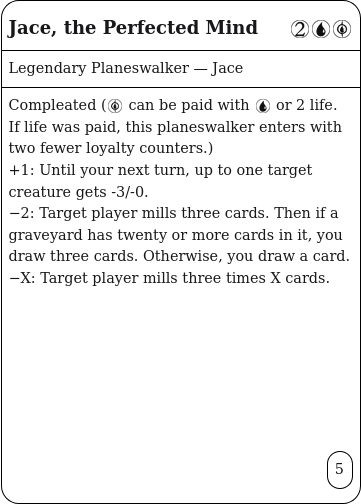 Jace, the Perfected Mind 2
Legendary Planeswalker — Jace
Compleated ( can be paid with or 2 life.
If life was paid, this planeswalker enters with
two fewer loyalty counters.)
+1: Until your next turn, up to one target
creature gets -3/-0.
−2: Target player mills three cards. Then if a
graveyard has twenty or more cards in it, you
draw three cards. Otherwise, you draw a card.
−X: Target player mills three times X cards.
5